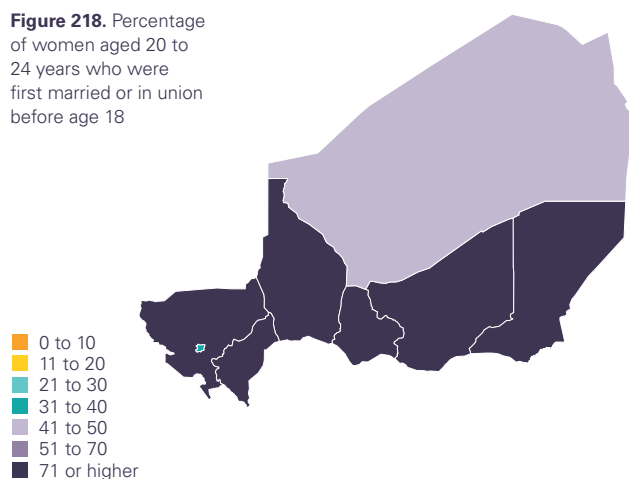 Figure 218. Percentage
of women aged 20 to
24 years who were
first married or in union
before age 18
0 to 10
11 to 20
21 to 30
31 to 40
41 to 50
51 to 70
71 or higher